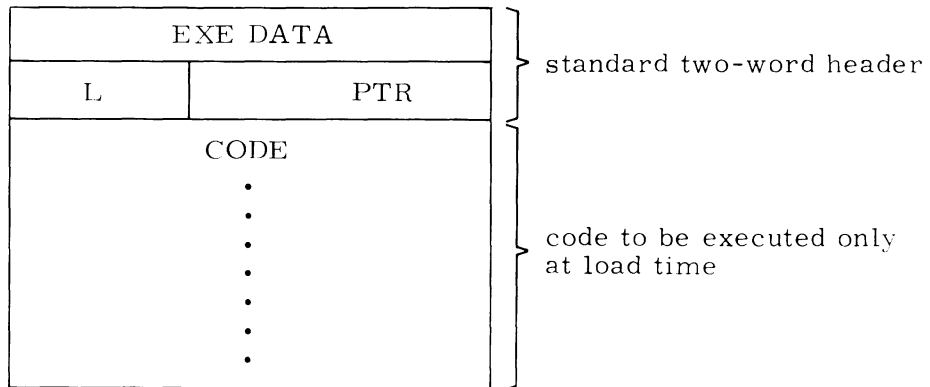 EXE DATA
standard two-word header
L PTR
CODE
code to be executed only
at load time